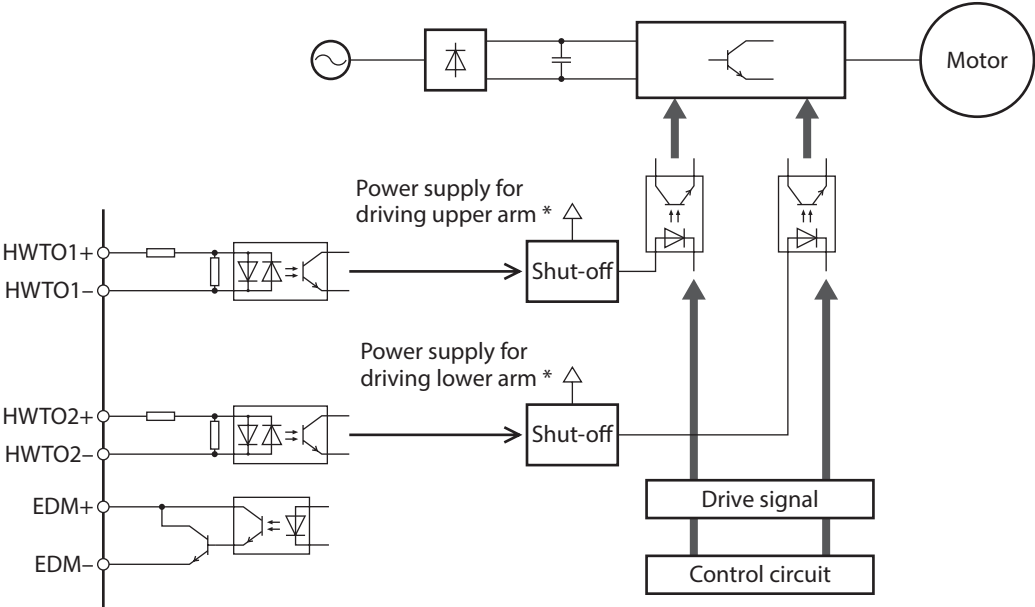 Motor
Power supply for
driving upper arm *
HWTO1+
HWTO1–
Shut-off
Power supply for
driving lower arm *
HWTO2+
HWTO2–
Shut-off
EDM+
EDM–
Drive signal
Control circuit